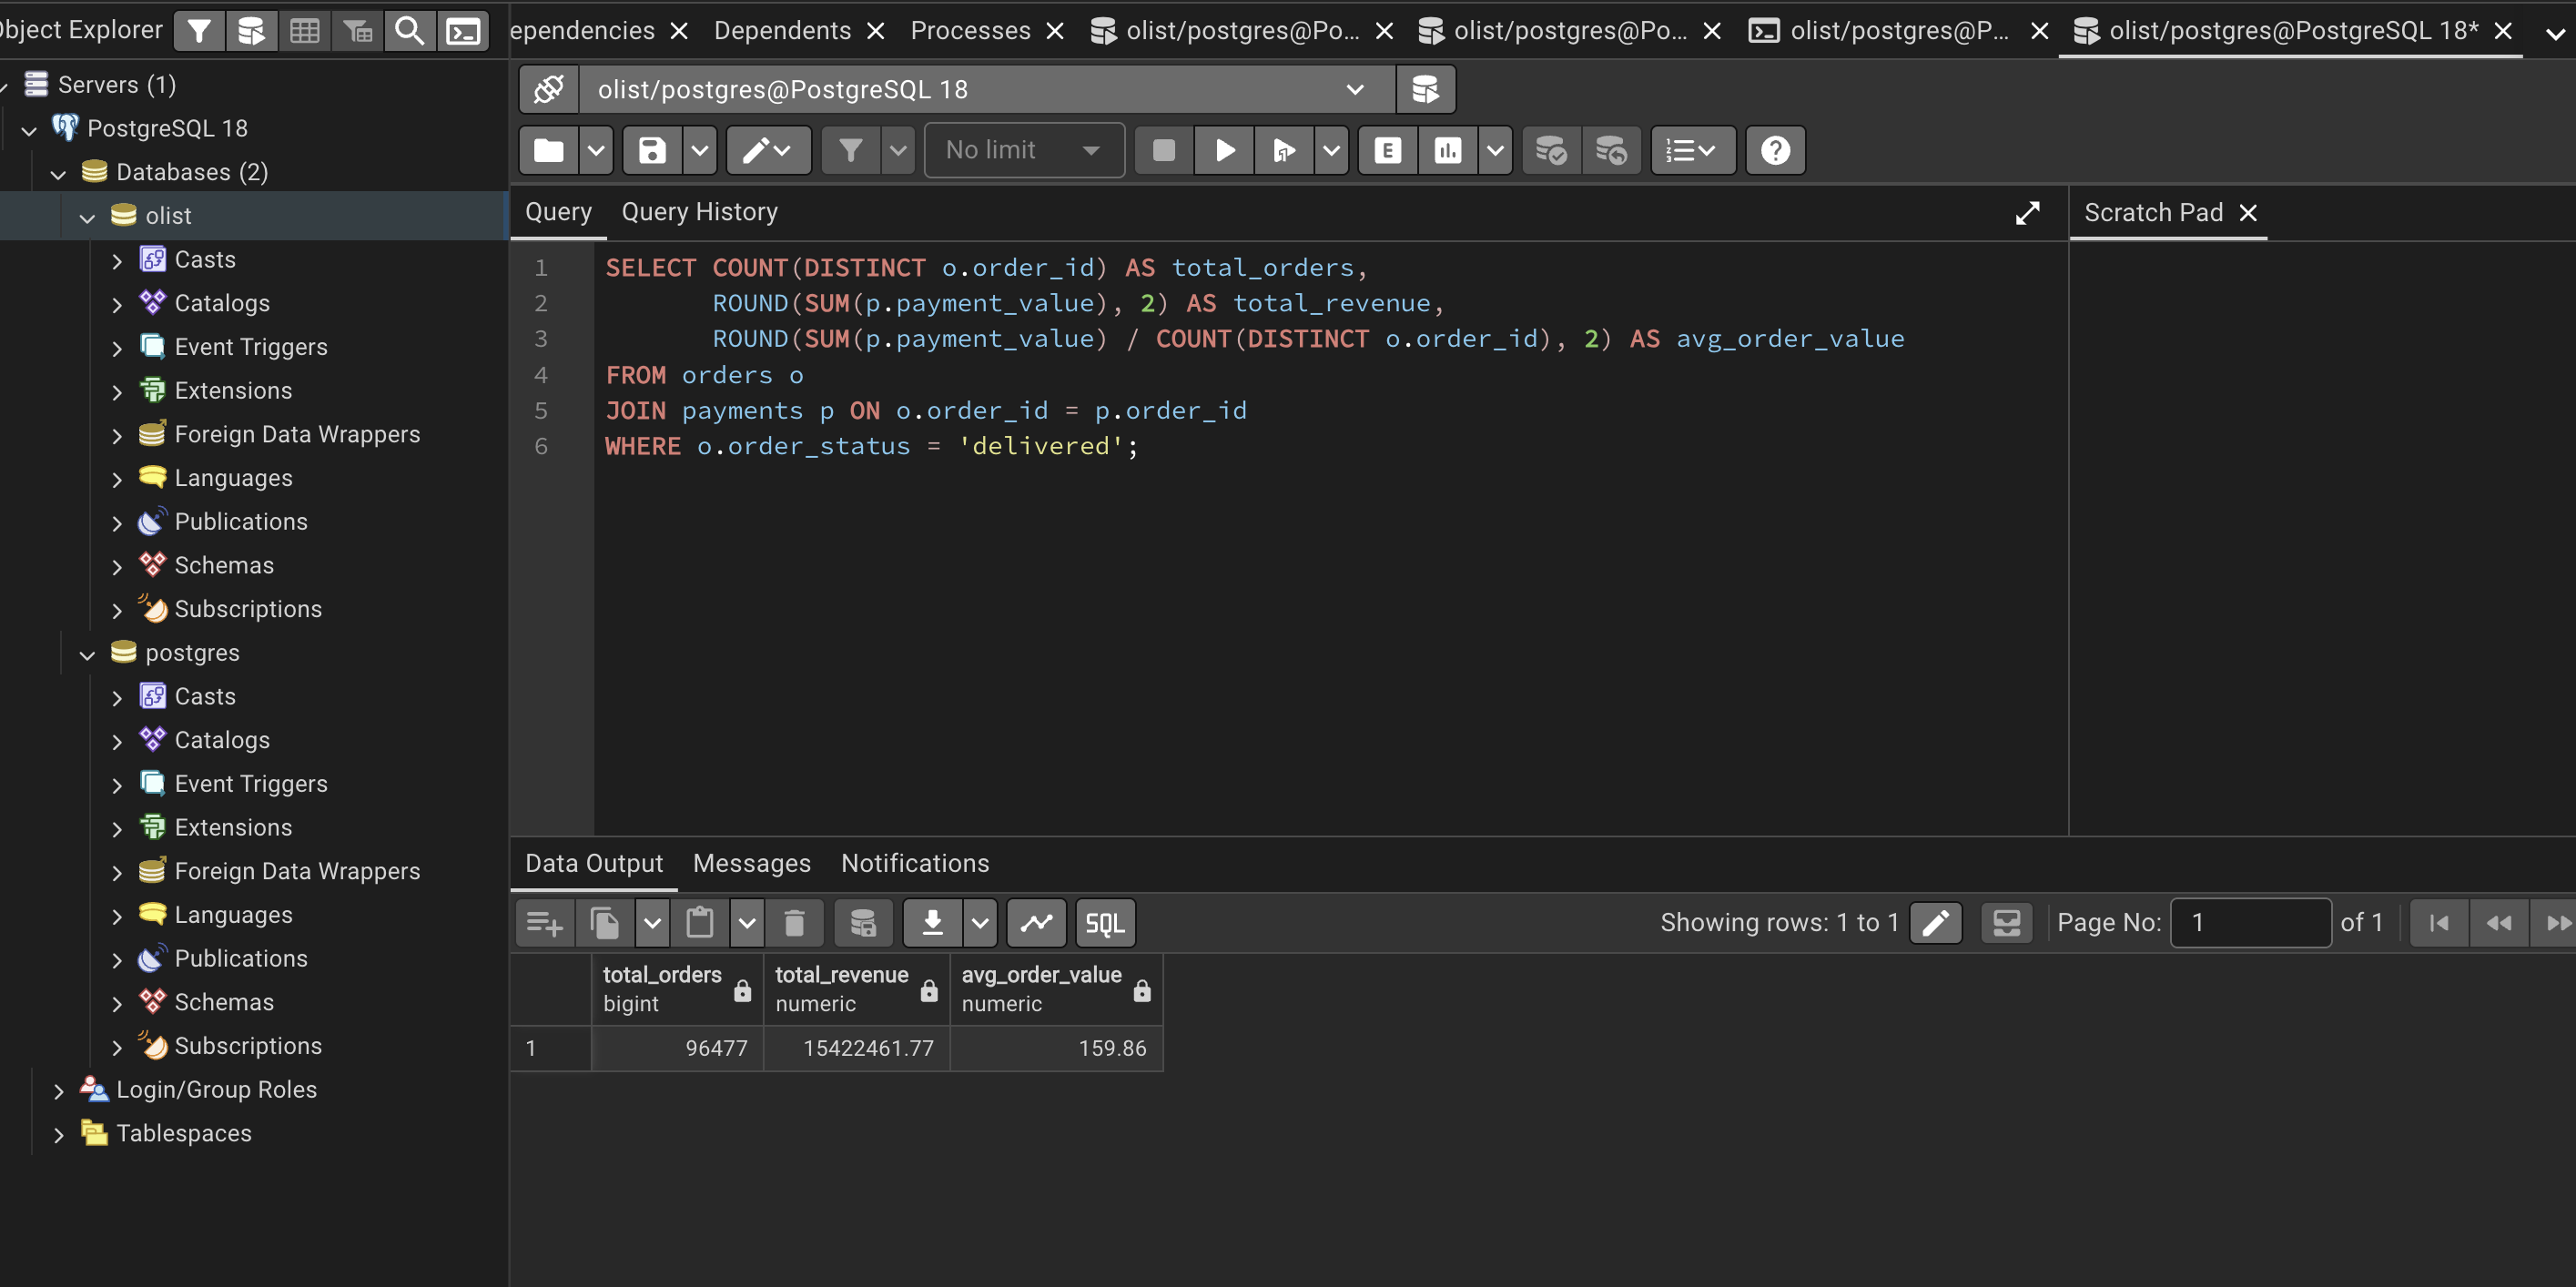 bject Explorer
ependencies
Dependents
Processes
olist/postgres@Po...
olist/postgres@Po...
olist/postgres@P...
olist/postgres@PostgreSQL 18*
Servers (1)
PostgreSQL 18
Databases (2)
olist
Casts
Catalogs
Event Triggers
Extensions
Foreign Data Wrappers
Languages
Publications
Schemas
Subscriptions
postgres
Casts
Catalogs
Event Triggers
Extensions
Foreign Data Wrappers
Languages
Publications
Schemas
Subscriptions
Login/Group Roles
Tablespaces
olist/postgres@PostgreSQL 18
No limit
E
Query
Query History
Scratch Pad
1 SELECT COUNT(DISTINCT o.order_id) AS total_orders,
2 ROUND(SUM(p.payment_value), 2) AS total_revenue,
3 ROUND(SUM(p.payment_value) / COUNT(DISTINCT o.order_id), 2) AS avg_order_value
4 FROM orders o
5 JOIN payments p ON o.order_id = p.order_id
6 WHERE o.order_status = 'delivered';
Data Output
Messages
Notifications
SQL
Showing rows: 1 to 1
Page No: 1 of 1
total_orders total_revenue avg_order_value
bigint numeric numeric
1 96477 15422461.77 159.86